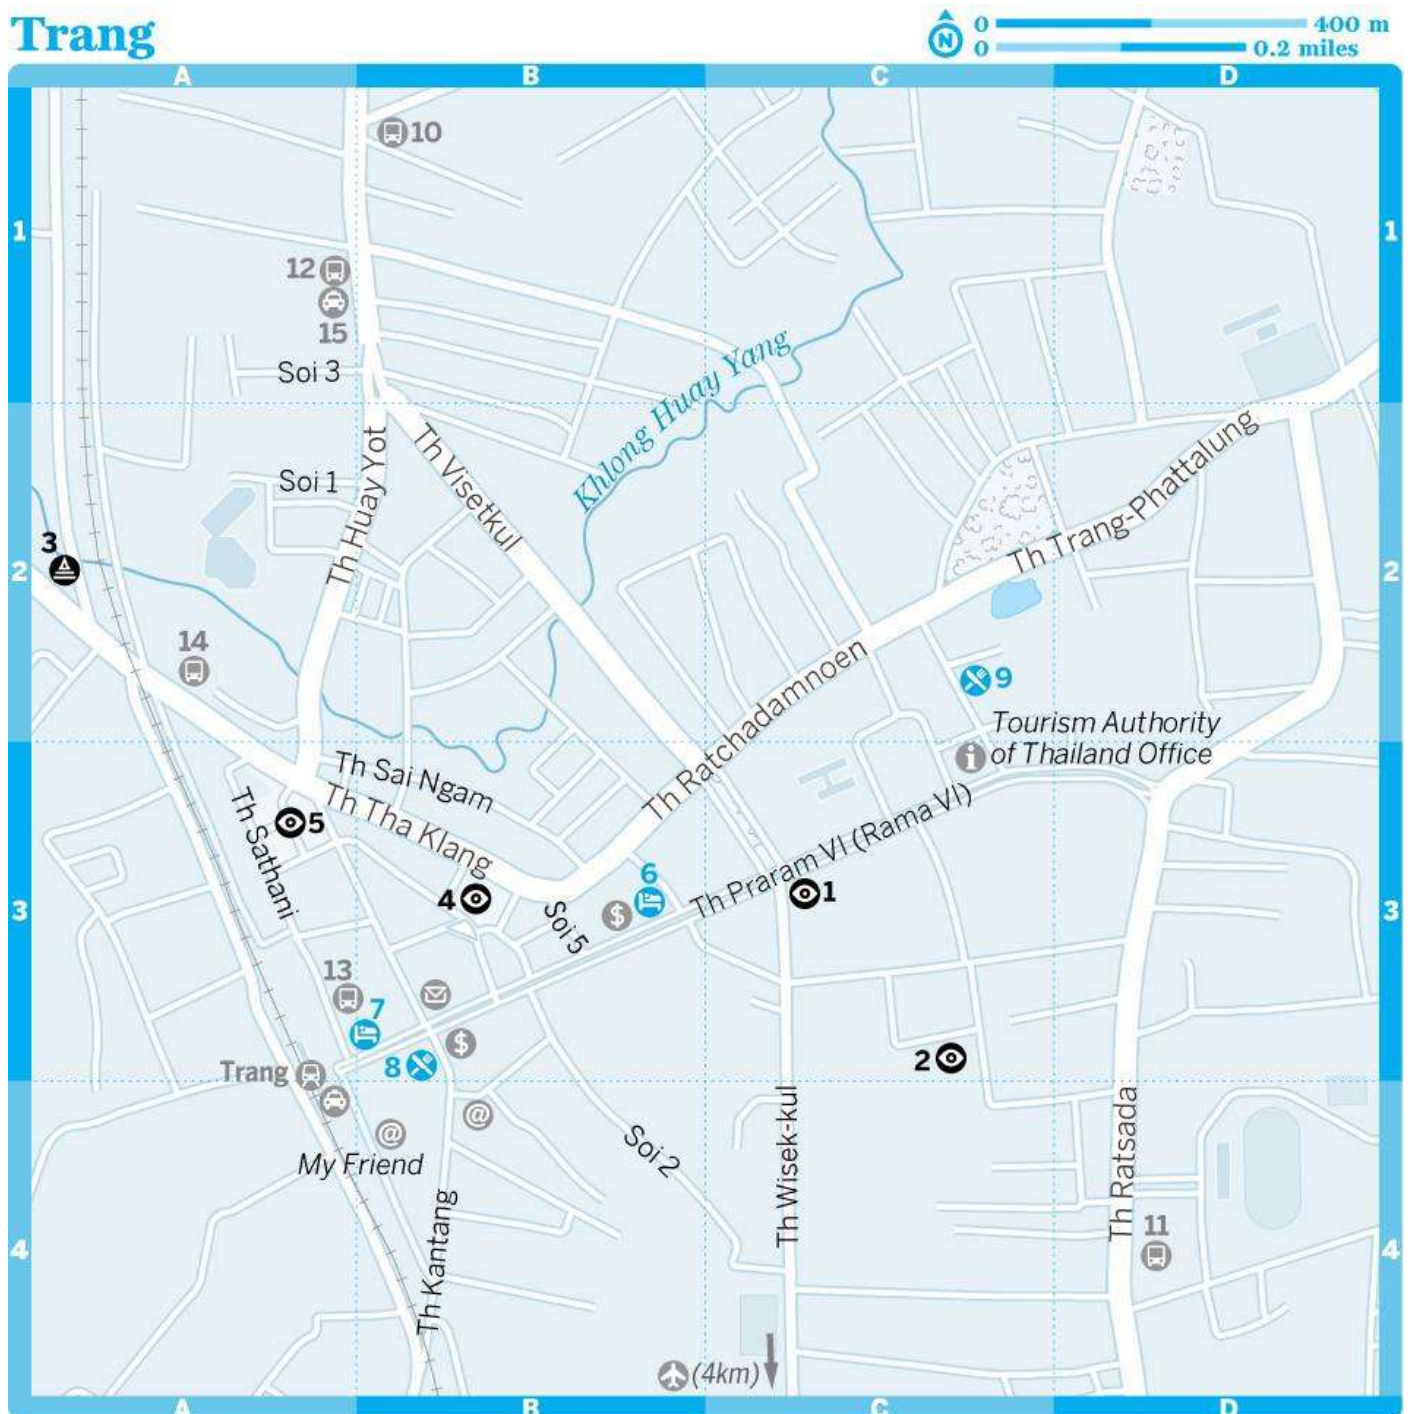 Trang
N
0 400 m
0 0.2 miles
A B C D
10
1
1
12
15
Soi 3
Khlong Huay Yang
Th Huay Yot
Th Visetkul
Soi 1
Th Trang-Phattalung
3
2
2
14
9
Th Ratchadamnoen
Tourism Authority
of Thailand Office
i
Th Sai Ngam
Th Tha Klang
Th Sathani
5
Th Praram VI (Rama VI)
6
4
1
$
Soi 5
3
3
13
7
$
8
2
Trang
@
@
My Friend
Soi 2
Th Wisek-kul
Th Ratsada
Th Kantang
11
4
4
(4km)
A B C D